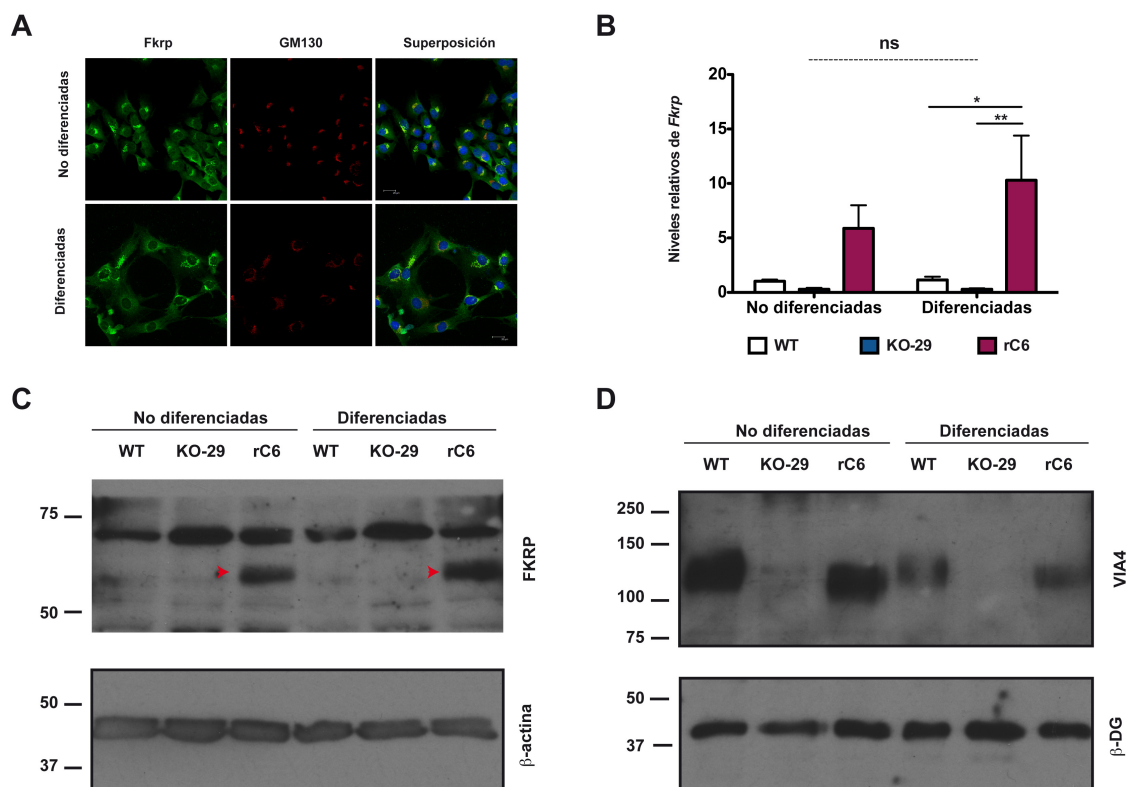 A
Fkrp GM130 Superposición
No diferenciadas
Diferenciadas
B
ns
*
**
Niveles relativos de Fkrp
20
15
10
5
0
No diferenciadas Diferenciadas
WT KO-29 rC6
C
No diferenciadas Diferenciadas
WT KO-29 rC6 WT KO-29 rC6
75
50
FKRP
50
37
β-actina
D
No diferenciadas Diferenciadas
WT KO-29 rC6 WT KO-29 rC6
250
150
100
75
VIA4
50
37
β-DG